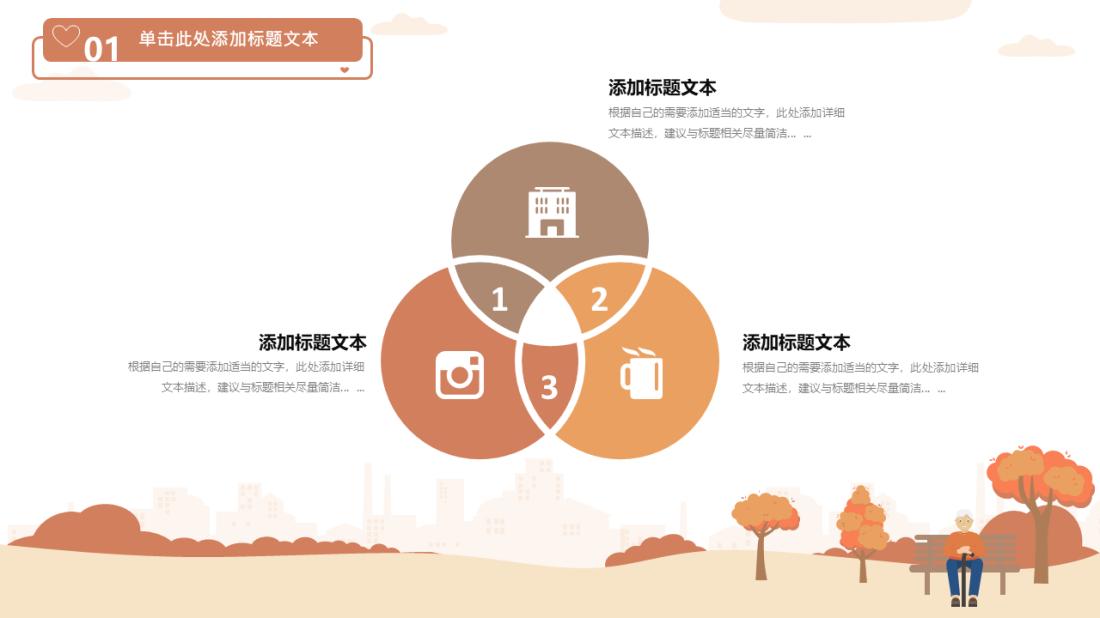 01
单击此处添加标题文本
添加标题文本
根据自己的需要添加适当的文字，此处添加详细
文本描述，建议与标题相关尽量简洁... ...
1
2
3
添加标题文本
根据自己的需要添加适当的文字，此处添加详细
文本描述，建议与标题相关尽量简洁... ...
添加标题文本
根据自己的需要添加适当的文字，此处添加详细
文本描述，建议与标题相关尽量简洁... ...